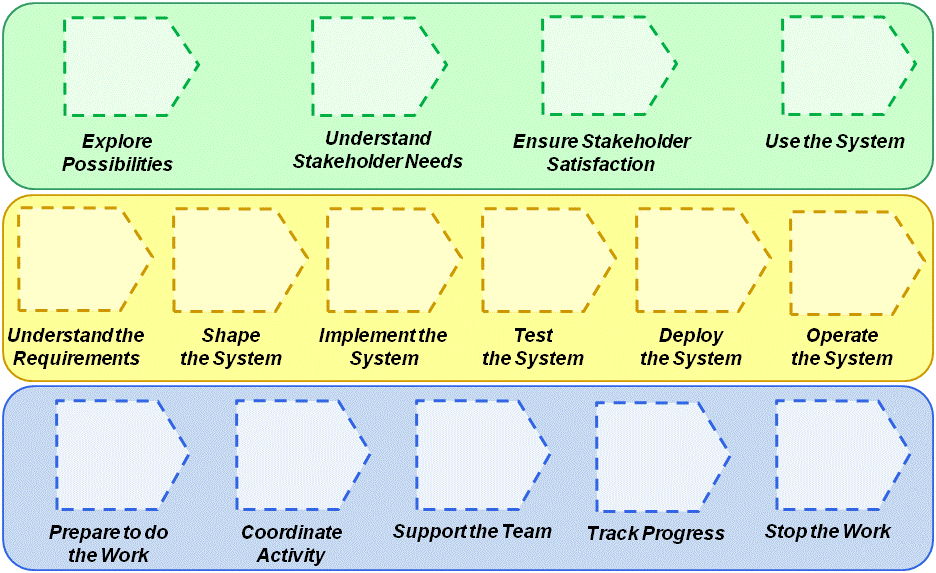 Explore
Possibilities
Understand
Stakeholder Needs
Ensure Stakeholder
Satisfaction
Use the System
Understand the
Requirements
Shape
the System
Implement the
System
Test
the System
Deploy
the System
Operate
the System
Prepare to do
the Work
Coordinate
Activity
Support the Team
Track Progress
Stop the Work